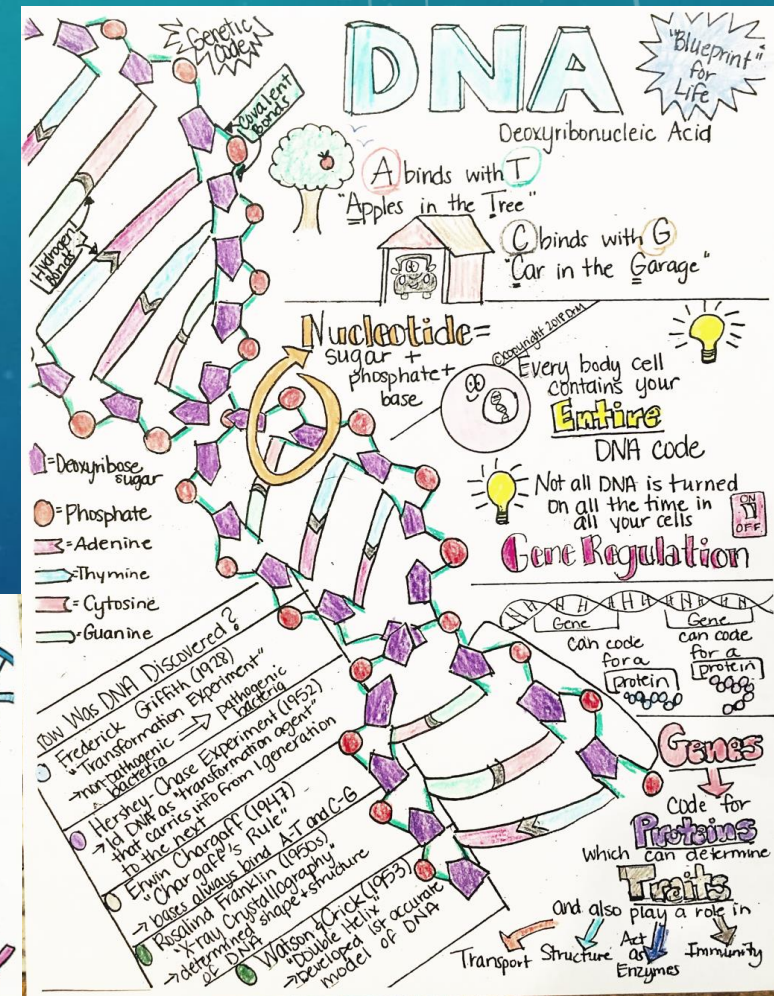 Genetic
Code
DNA
"Blueprint"
for
Life
Deoxyribonucleic Acid
Covalent
Bonds
Hydrogen
Bonds
A binds with T
"Apples in the Tree"
C binds with G
"Car in the Garage"
Nucleotide=
sugar +
phosphate+
base
©copyright 2018
Every body cell
contains your
Entire
DNA code
Not all DNA is turned
on all the time in
all your cells
ON
OFF
Gene Regulation
=Deoxyribose
sugar
=Phosphate
=Adenine
=Thymine
=Cytosine
=Guanine
Gene
can code
for a
protein
Gene
can code
for a
protein
How Was DNA Discovered?
Frederick Griffith (1928)
"Transformation Experiment"
→non-pathogenic ⇒ pathogenic
bacteria bacteria
Hershey-Chase Experiment (1952)
→Id DNA as "transformation agent"
that carries info from 1 generation
to the next
Erwin Chargaff (1947)
"Chargaff's Rule"
→ bases always bind A-T and C-G
Rosalind Franklin (1950s)
"X-ray Crystallography"
→determined shape+structure
of DNA
Watson & Crick (1953)
"Double Helix"
→Developed 1st accurate
model of DNA
Genes
Code for
Proteins
which can determine
Traits
and also play a role in
Transport
Structure
Act
as
Enzymes
Immunity